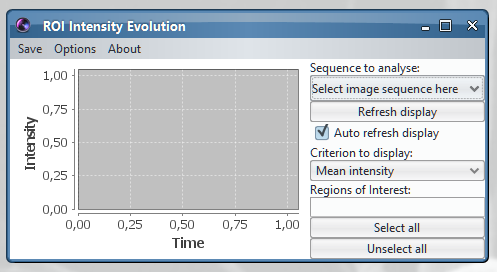 ROI Intensity Evolution
Save Options About
Sequence to analyse:
Select image sequence here
Refresh display
Auto refresh display
Criterion to display:
Mean intensity
Regions of Interest:
Select all
Unselect all
1,00
0,75
0,50
0,25
0,00
Intensity
0,00 0,25 0,50 0,75 1,00
Time